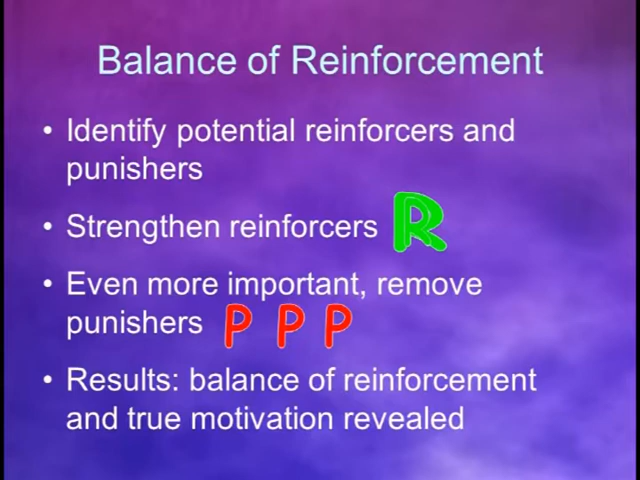 Balance of Reinforcement
• Identify potential reinforcers and
punishers
• Strengthen reinforcers R
• Even more important, remove
punishers P P P
• Results: balance of reinforcement
and true motivation revealed